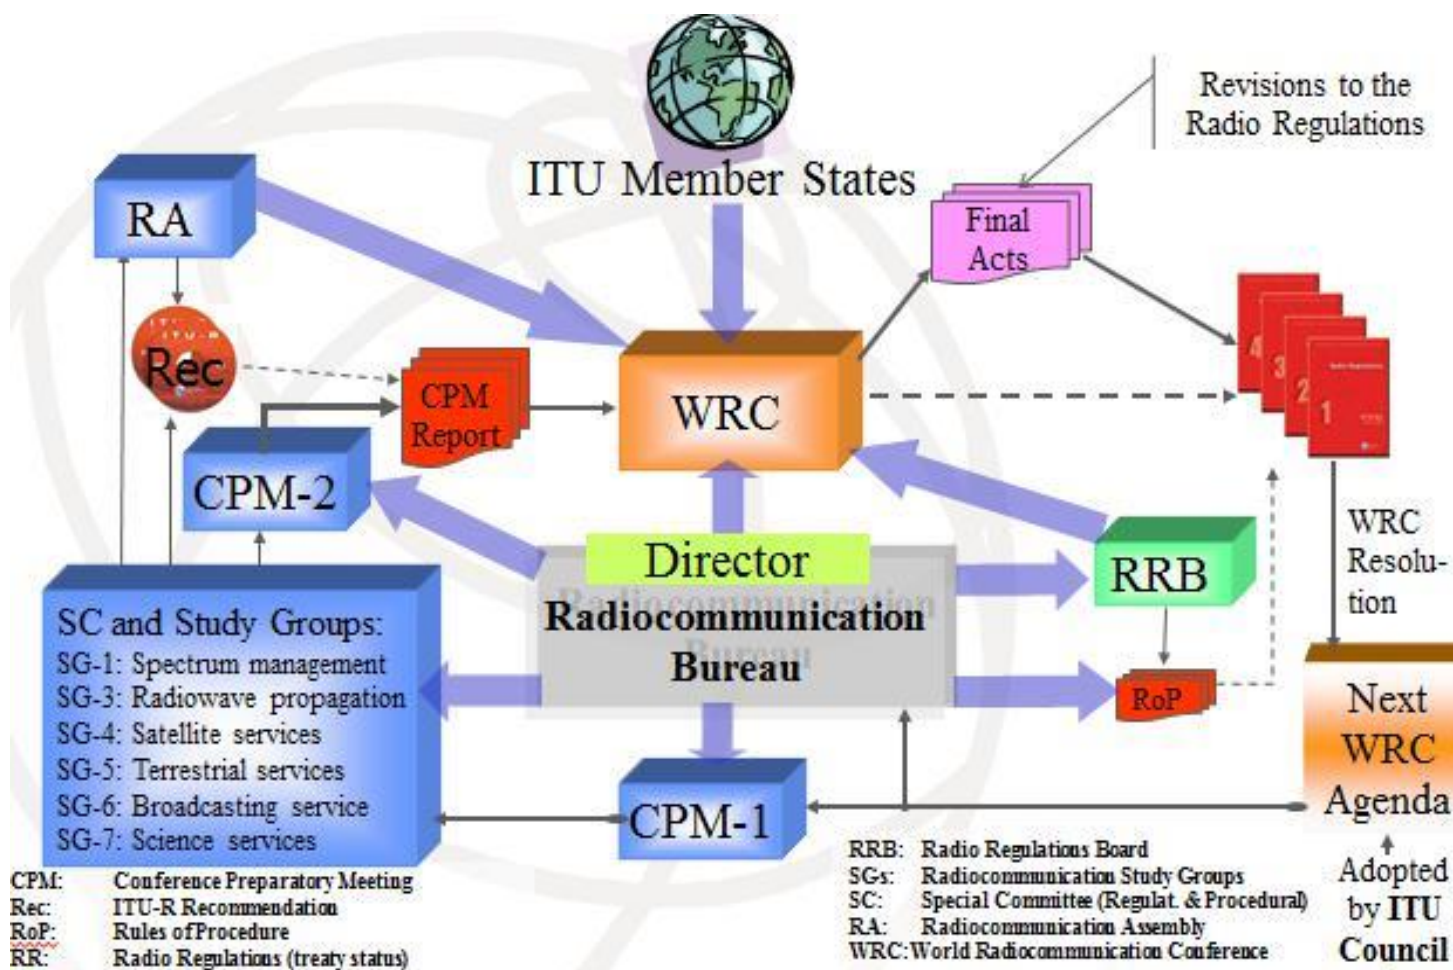 Revisions to the
Radio Regulations
ITU Member States
RA
Final
Acts
ITU-R
Rec
CPM
Report
WRC
4
3
2
1
CPM-2
Director
Radiocommunication
Bureau
RRB
WRC
Resolu-
tion
SC and Study Groups:
SG-1: Spectrum management
SG-3: Radiowave propagation
SG-4: Satellite services
SG-5: Terrestrial services
SG-6: Broadcasting service
SG-7: Science services
RoP
Next
WRC
Agenda
CPM-1
Adopted
by ITU
Council
CPM: Conference Preparatory Meeting
Rec: ITU-R Recommendation
RoP: Rules of Procedure
RR: Radio Regulations (treaty status)
RRB: Radio Regulations Board
SGs: Radiocommunication Study Groups
SC: Special Committee (Regulat. & Procedural)
RA: Radiocommunication Assembly
WRC: World Radiocommunication Conference